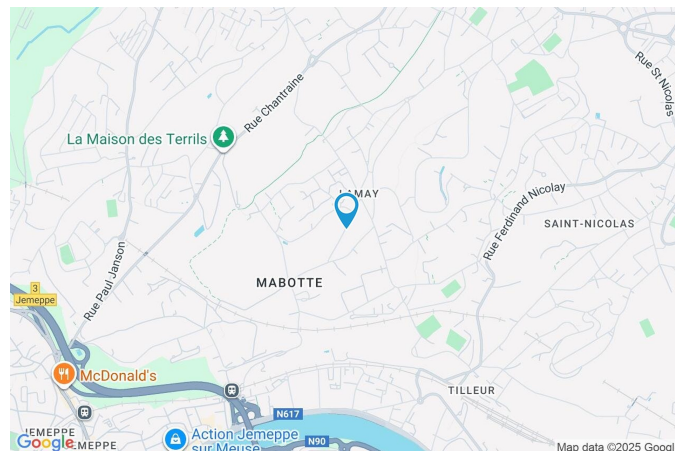 Rue St Nicolas
Rue Chantraine
La Maison des Terrils
LAMAY
Rue Ferdinand Nicolay
SAINT-NICOLAS
Rue Paul Janson
MABOTTE
3
Jemeppe
McDonald's
TILLEUR
N617
JEMEPPE
Google
EMEPPE
Action Jemeppe
sur Meuse
N90
Map data ©2025 Googl